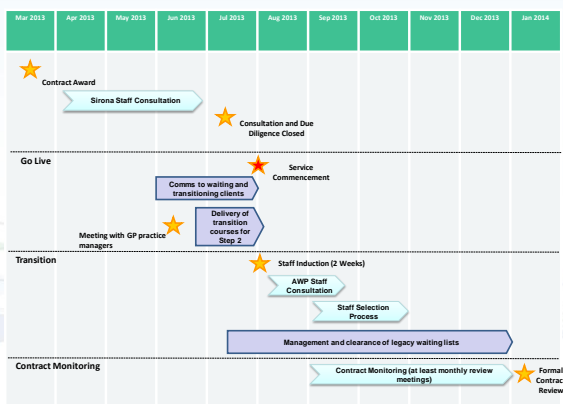 Mar 2013 Apr 2013 May 2013 Jun 2013 Jul 2013 Aug 2013 Sep 2013 Oct 2013 Nov 2013 Dec 2013 Jan 2014
Contract Award
Sirona Staff Consultation
Consultation and Due
Diligence Closed
Go Live
Service
Commencement
Comms to waiting and
transitioning clients
Delivery of
transition
courses for
Step 2
Meeting with GP practice
managers
Transition
Staff Induction (2 Weeks)
AWP Staff
Consultation
Staff Selection
Process
Management and clearance of legacy waiting lists
Contract Monitoring
Contract Monitoring (at least monthly review
meetings)
Formal
Contract
Review